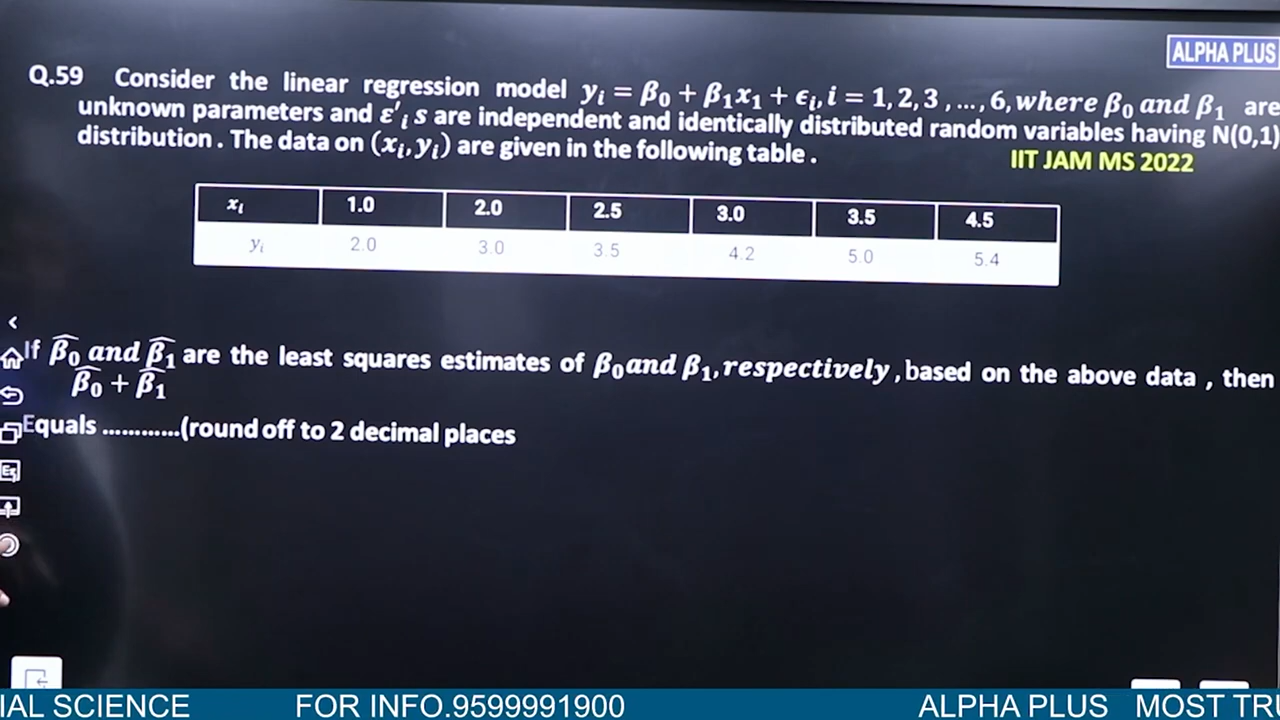 ALPHA PLUS
Q.59 Consider the linear regression model yᵢ = β₀ + β₁x₁ + ϵᵢ, i = 1, 2, 3 , ..., 6, where β₀ and β₁ are
unknown parameters and ε′ᵢ s are independent and identically distributed random variables having N(0,1)
distribution . The data on (xᵢ, yᵢ) are given in the following table .
IIT JAM MS 2022
xᵢ 1.0 2.0 2.5 3.0 3.5 4.5
yᵢ 2.0 3.0 3.5 4.2 5.0 5.4
If β̂₀ and β̂₁ are the least squares estimates of β₀and β₁, respectively ,based on the above data , then
β̂₀ + β̂₁
Equals ............(round off to 2 decimal places
IAL SCIENCE FOR INFO.9599991900 ALPHA PLUS MOST TRU